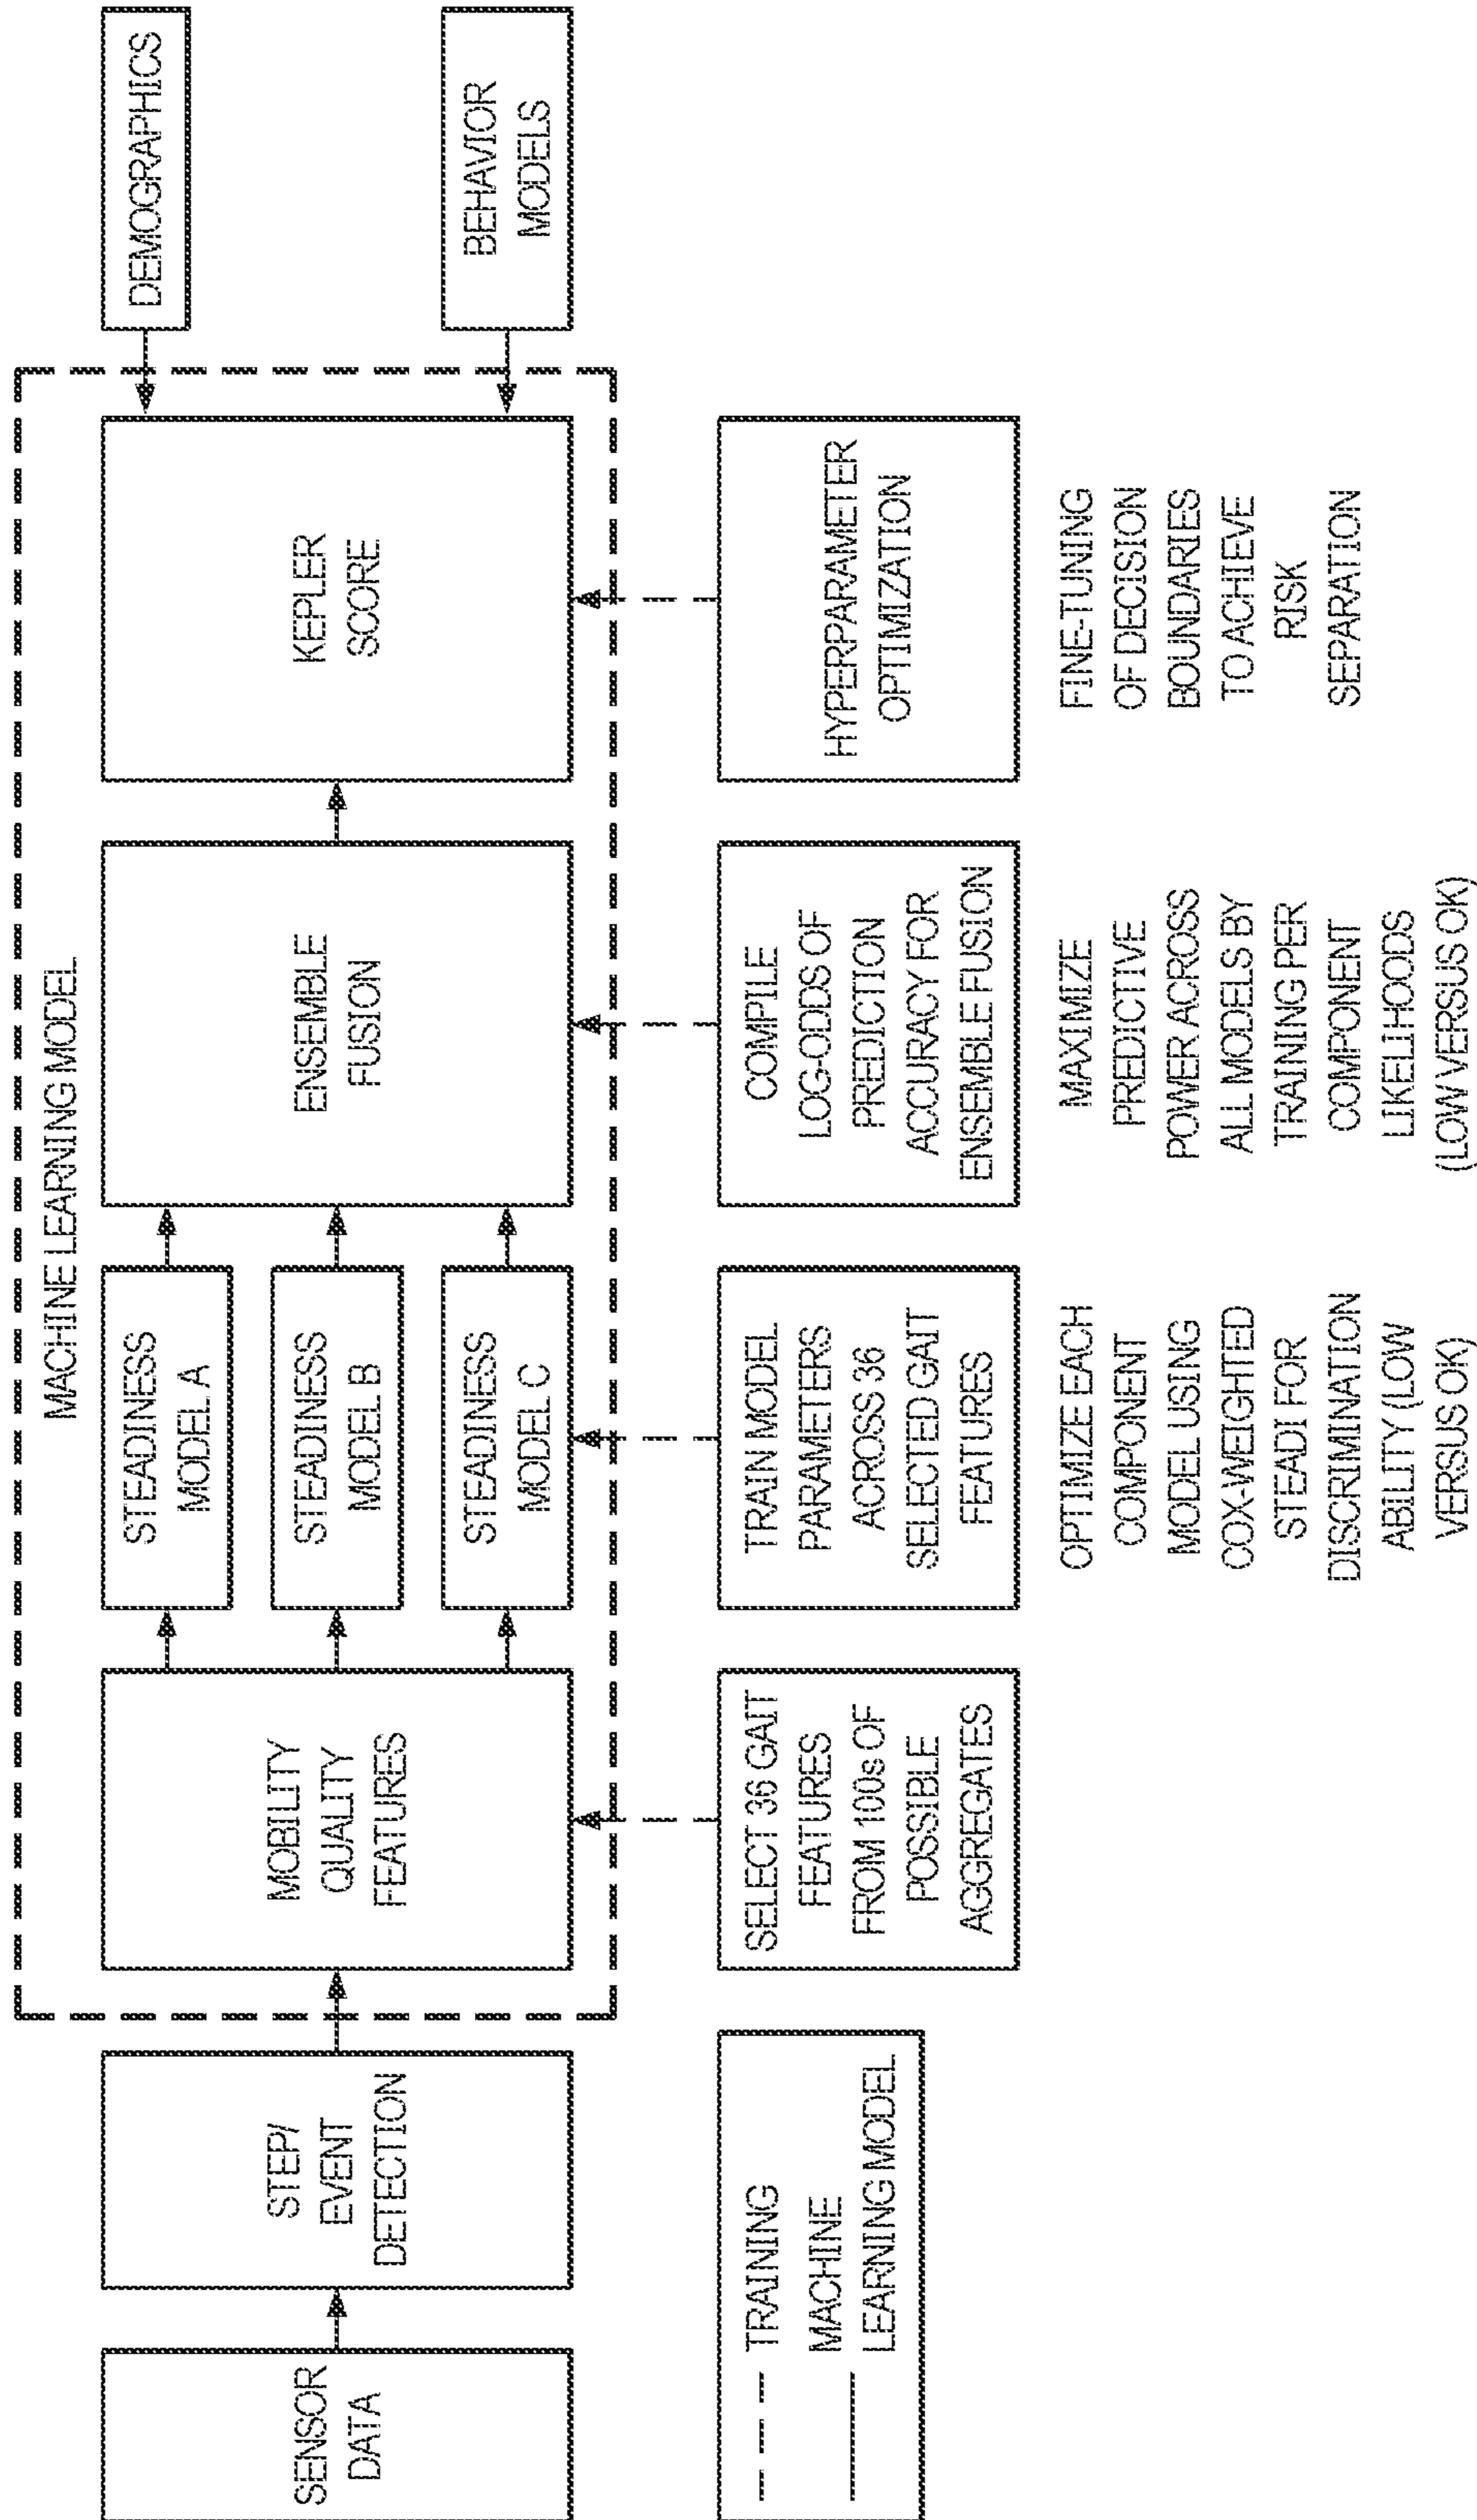 MACHINE LEARNING MODEL
SENSOR
DATA
STEP/
EVENT
DETECTION
MOBILITY
QUALITY
FEATURES
STEADINESS
MODEL A
STEADINESS
MODEL B
STEADINESS
MODEL C
ENSEMBLE
FUSION
KEPLER
SCORE
DEMOGRAPHICS
BEHAVIOR
MODELS
TRAINING
MACHINE
LEARNING MODEL
SELECT 36 GAIT
FEATURES
FROM 100s OF
POSSIBLE
AGGREGATES
TRAIN MODEL
PARAMETERS
ACROSS 36
SELECTED GAIT
FEATURES
COMPILE
LOG-ODDS OF
PREDICTION
ACCURACY FOR
ENSEMBLE FUSION
HYPERPARAMETER
OPTIMIZATION
OPTIMIZE EACH
COMPONENT
MODEL USING
COX-WEIGHTED
STEADI FOR
DISCRIMINATION
ABILITY (LOW
VERSUS OK)
MAXIMIZE
PREDICTIVE
POWER ACROSS
ALL MODELS BY
TRAINING PER
COMPONENT
LIKELIHOODS
(LOW VERSUS OK)
FINE-TUNING
OF DECISION
BOUNDARIES
TO ACHIEVE
RISK
SEPARATION